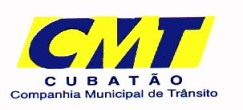 CMT
CUBATÃO
Companhia Municipal de Trânsito